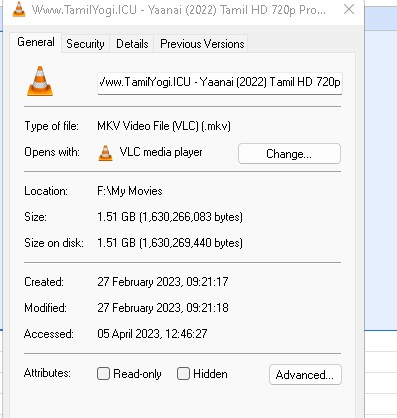 Www.TamilYogi.ICU - Yaanai (2022) Tamil HD 720p Pro...
General Security Details Previous Versions
/ww.TamilYogi.ICU - Yaanai (2022) Tamil HD 720p
Type of file: MKV Video File (VLC) (.mkv)
Opens with: VLC media player Change...
Location: F:\My Movies
Size: 1.51 GB (1,630,266,083 bytes)
Size on disk: 1.51 GB (1,630,269,440 bytes)
Created: 27 February 2023, 09:21:17
Modified: 27 February 2023, 09:21:18
Accessed: 05 April 2023, 12:46:27
Attributes: Read-only Hidden Advanced...